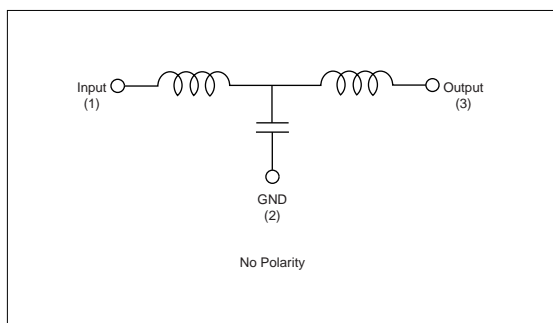 Input
(1)
Output
(3)
GND
(2)
No Polarity